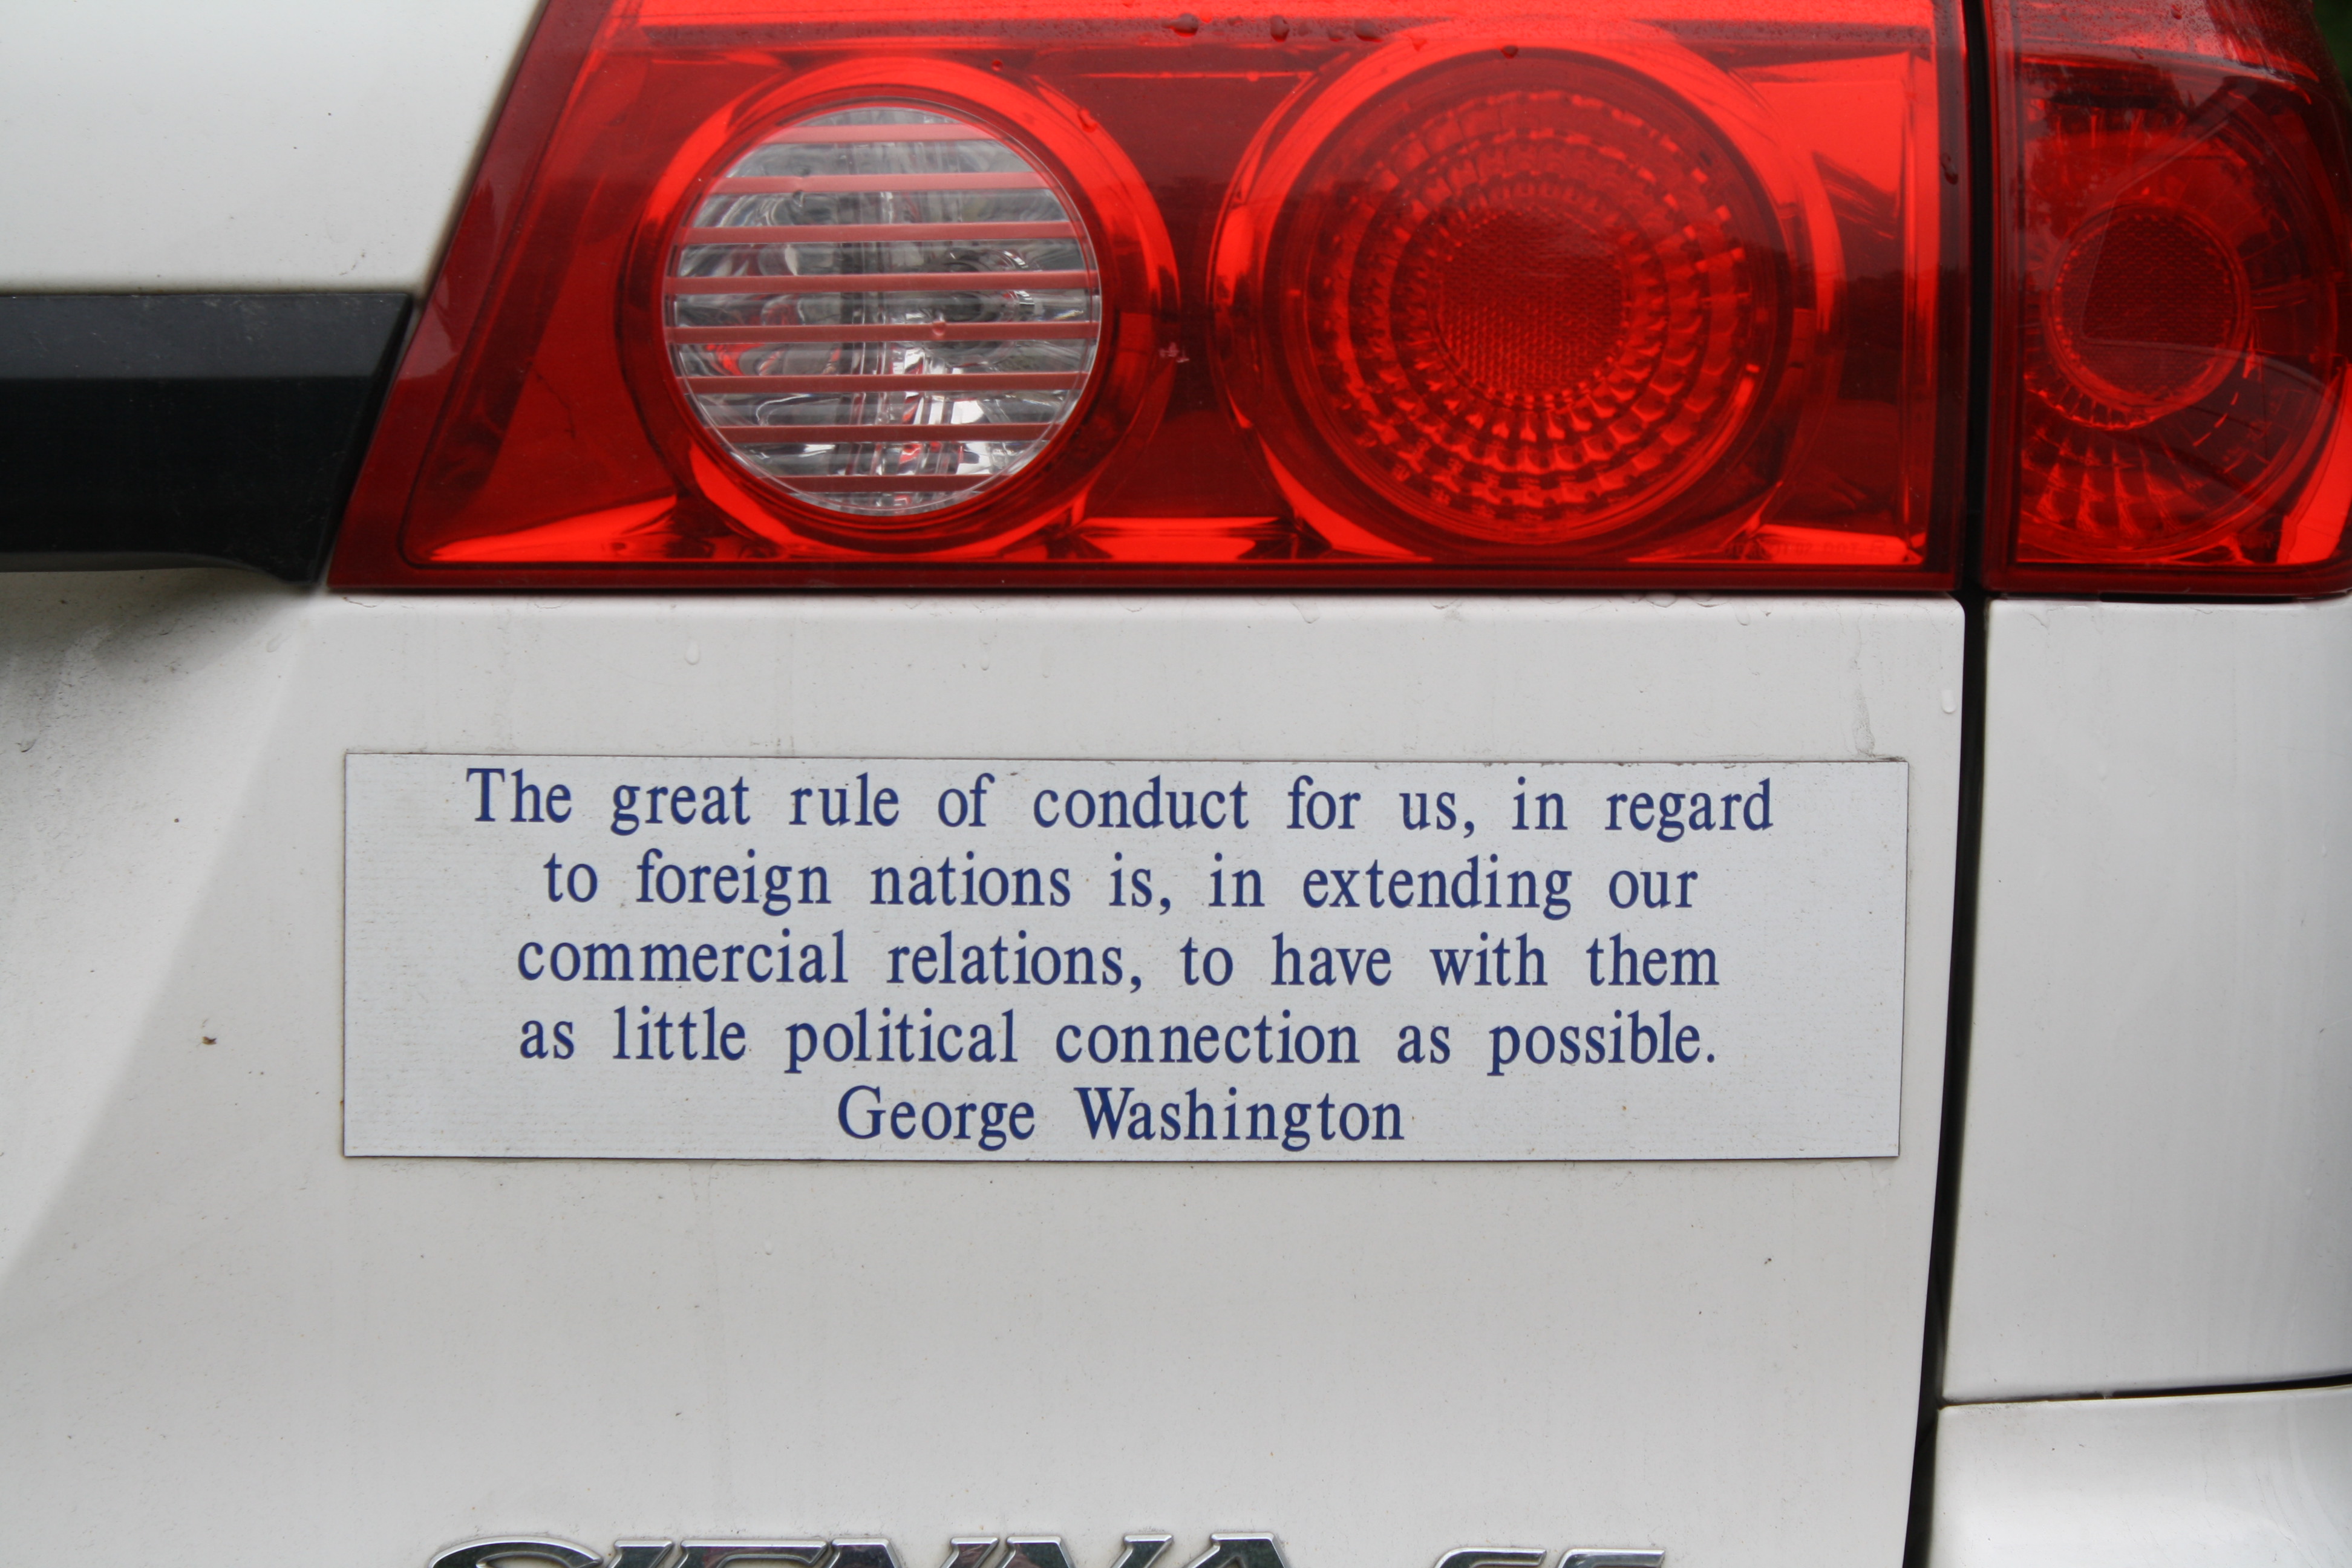 The great rule of conduct for us, in regard
to foreign nations is, in extending our
commercial relations, to have with them
as little political connection as possible.
George Washington
SIENNA